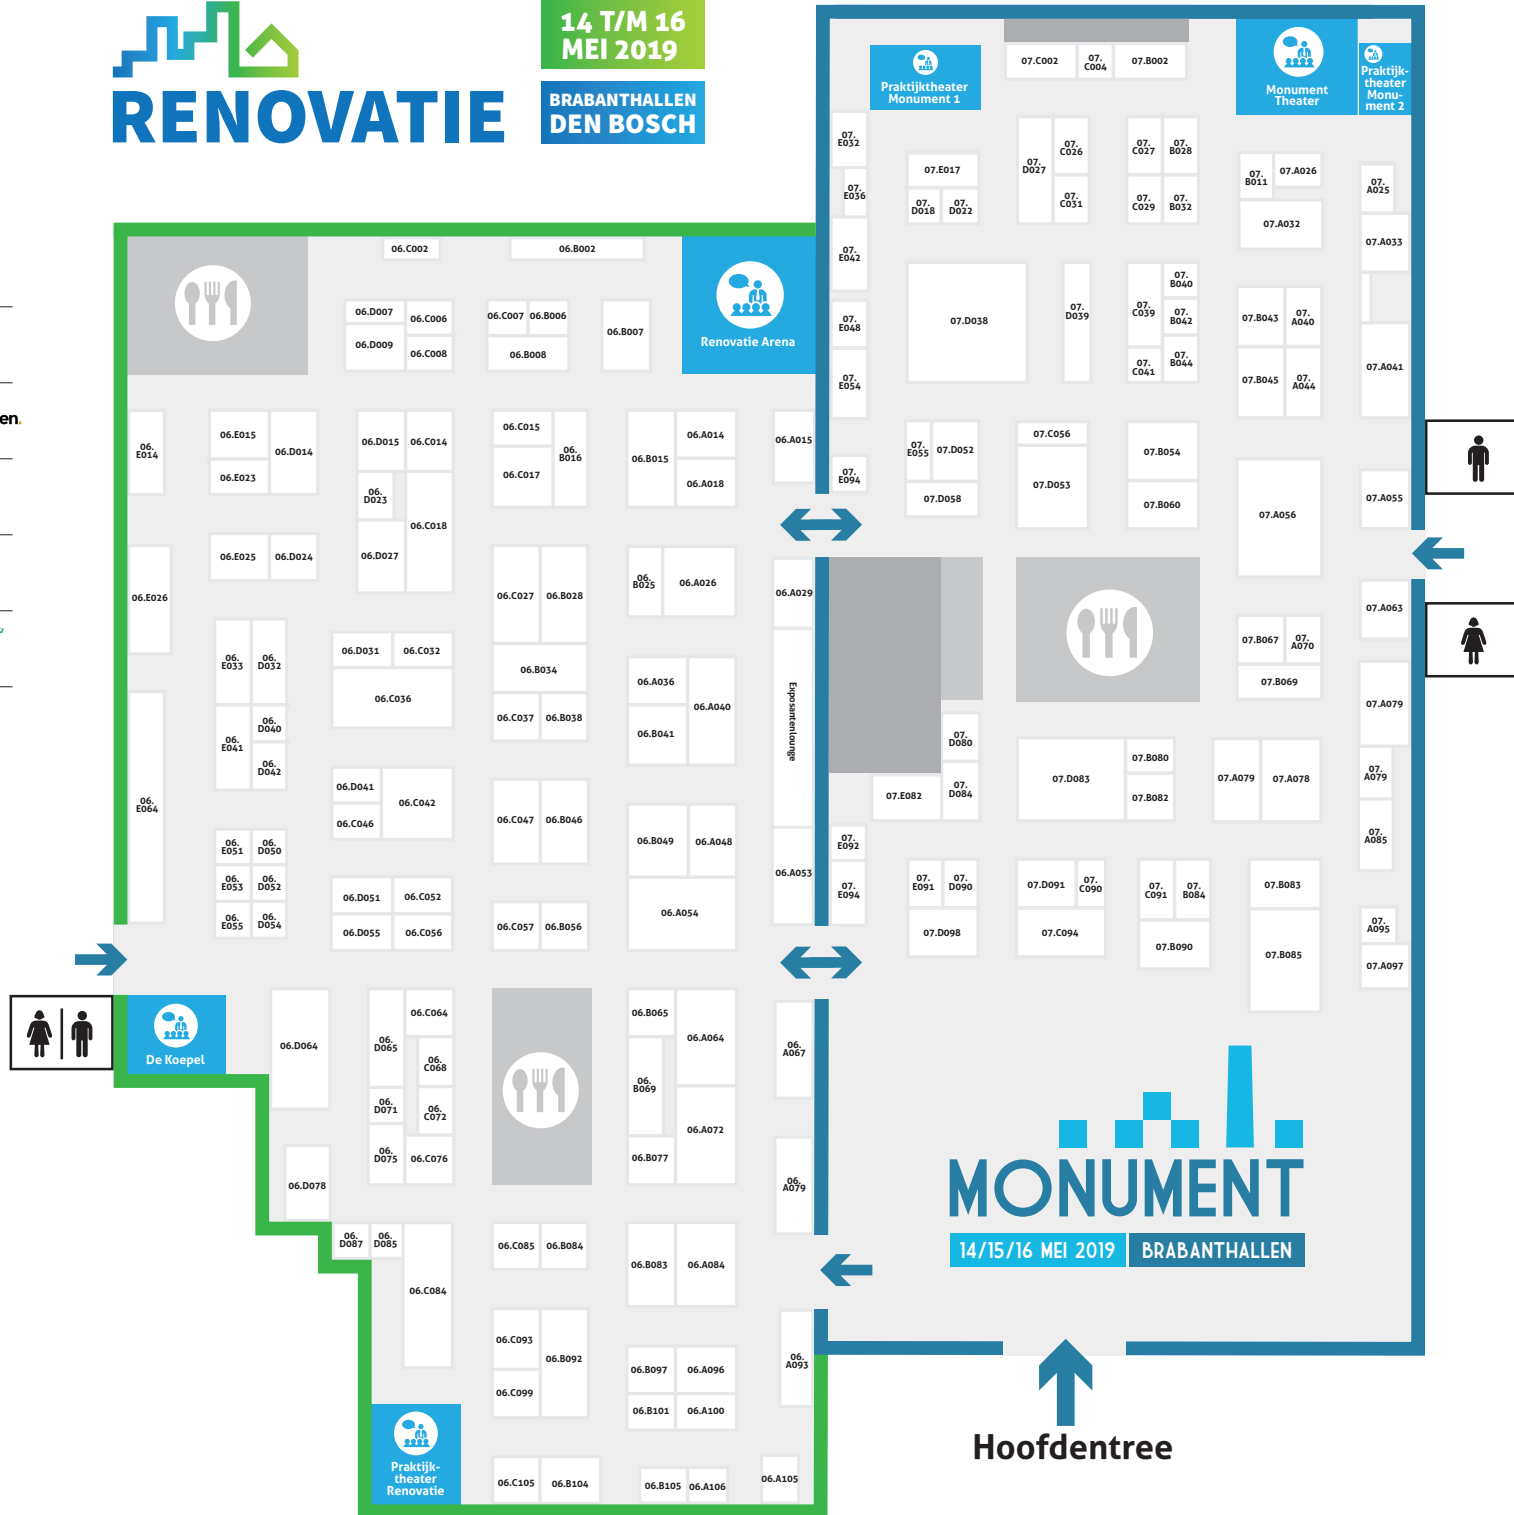 RENOVATIE
14 T/M 16
MEI 2019
BRABANTHALLEN
DEN BOSCH
en.
06.C002
06.B002
Renovatie Arena
06.D007
06.C006
06.D009
06.C008
06.C007
06.B006
06.B008
06.B007
06.
E014
06.E015
06.E023
06.D014
06.D015
06.C014
06.
D023
06.C018
06.D027
06.C015
06.C017
06.
B016
06.B015
06.A014
06.A018
06.A015
06.E025
06.D024
06.E026
06.C027
06.B028
06.
B025
06.A026
06.A029
06.
E033
06.
D032
06.D031
06.C032
06.C036
06.B034
06.C037
06.B038
06.A036
06.B041
06.A040
Exposantenlounge
06.
E041
06.
D040
06.
D042
06.
E064
06.D041
06.C046
06.C042
06.C047
06.B046
06.B049
06.A048
06.A054
06.A053
06.
E051
06.
D050
06.
E053
06.
D052
06.
E055
06.
D054
06.D051
06.C052
06.D055
06.C056
06.C057
06.B056
De Koepel
06.D064
06.
D065
06.C064
06.
C068
06.
D071
06.
C072
06.
D075
06.C076
06.D078
06.B065
06.A064
06.
B069
06.A072
06.B077
06.
A067
06.
A079
06.
D087
06.
D085
06.C084
06.C085
06.B084
06.B083
06.A084
06.C093
06.B092
06.C099
06.B097
06.A096
06.B101
06.A100
06.
A093
Praktijk-
theater
Renovatie
06.C105
06.B104
06.B105
06.A106
06.A105
Praktijktheater
Monument 1
07.C002
07.
C004
07.B002
Monument
Theater
Praktijk-
theater
Monu-
ment 2
07.
E032
07.
E036
07.E017
07.
D018
07.
D022
07.
D027
07.
C026
07.
C031
07.
C027
07.
B028
07.
C029
07.
B032
07.
B011
07.A026
07.A032
07.
A025
07.A033
07.
E042
07.
E048
07.
E054
07.D038
07.
D039
07.
C039
07.
B040
07.
B042
07.
C041
07.
B044
07.B043
07.
A040
07.B045
07.
A044
07.A041
07.
E094
07.
E055
07.D052
07.D058
07.C056
07.D053
07.B054
07.B060
07.A056
07.A055
07.A063
07.B067
07.
A070
07.B069
07.A079
07.
D080
07.
D084
07.E082
07.D083
07.B080
07.B082
07.A079
07.A078
07.
A079
07.
A085
07.
E092
07.
E094
07.
E091
07.
D090
07.D098
07.D091
07.
C090
07.C094
07.
C091
07.
B084
07.B090
07.B083
07.B085
07.
A095
07.A097
MONUMENT
14/15/16 MEI 2019
BRABANTHALLEN
Hoofdentree